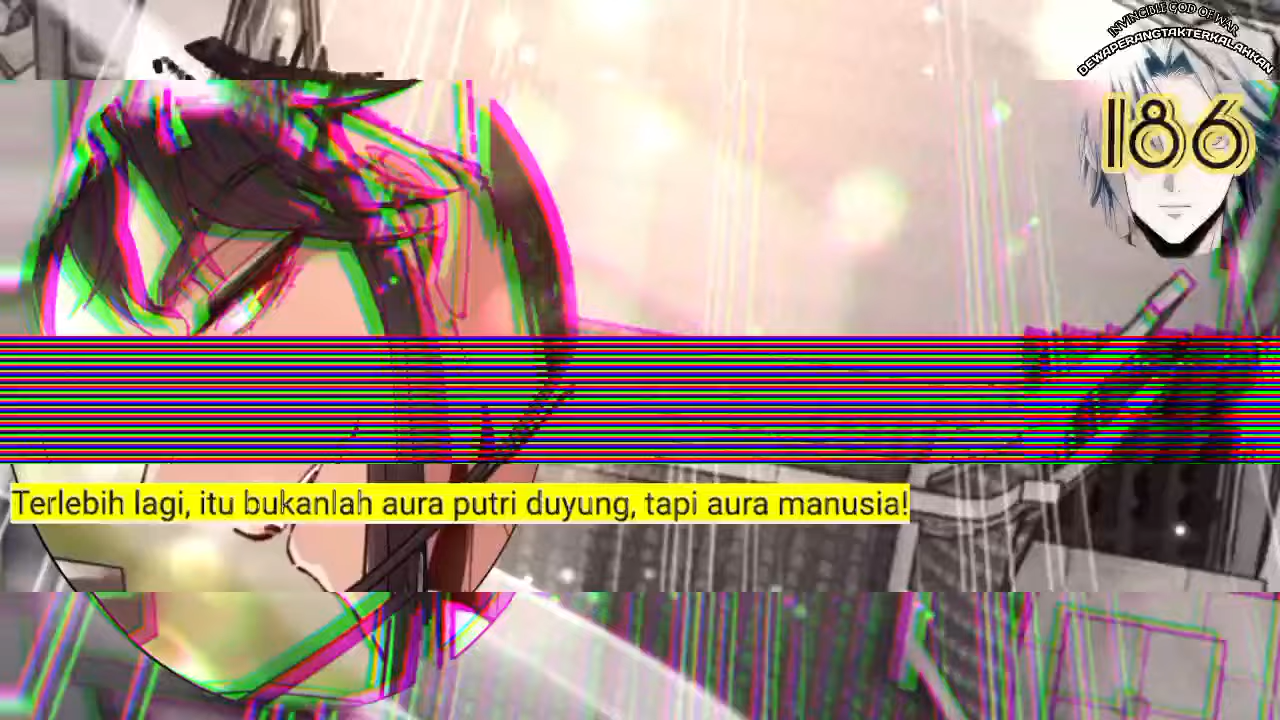 INVINCIBLE GOD OF WAR
DEWAPERANGTAKTERKALAHKAN
186
Terlebih lagi, itu bukanlah aura putri duyung, tapi aura manusia!